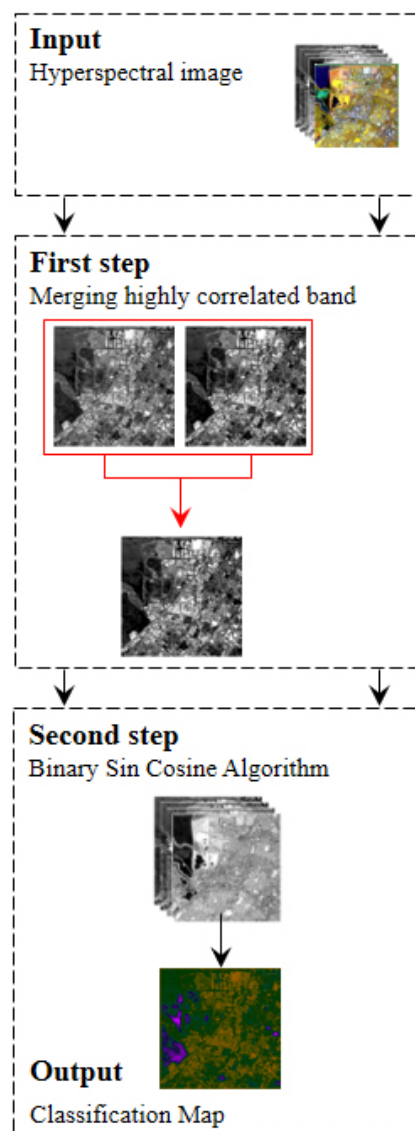 Input
Hyperspectral image
First step
Merging highly correlated band
Second step
Binary Sin Cosine Algorithm
Output
Classification Map